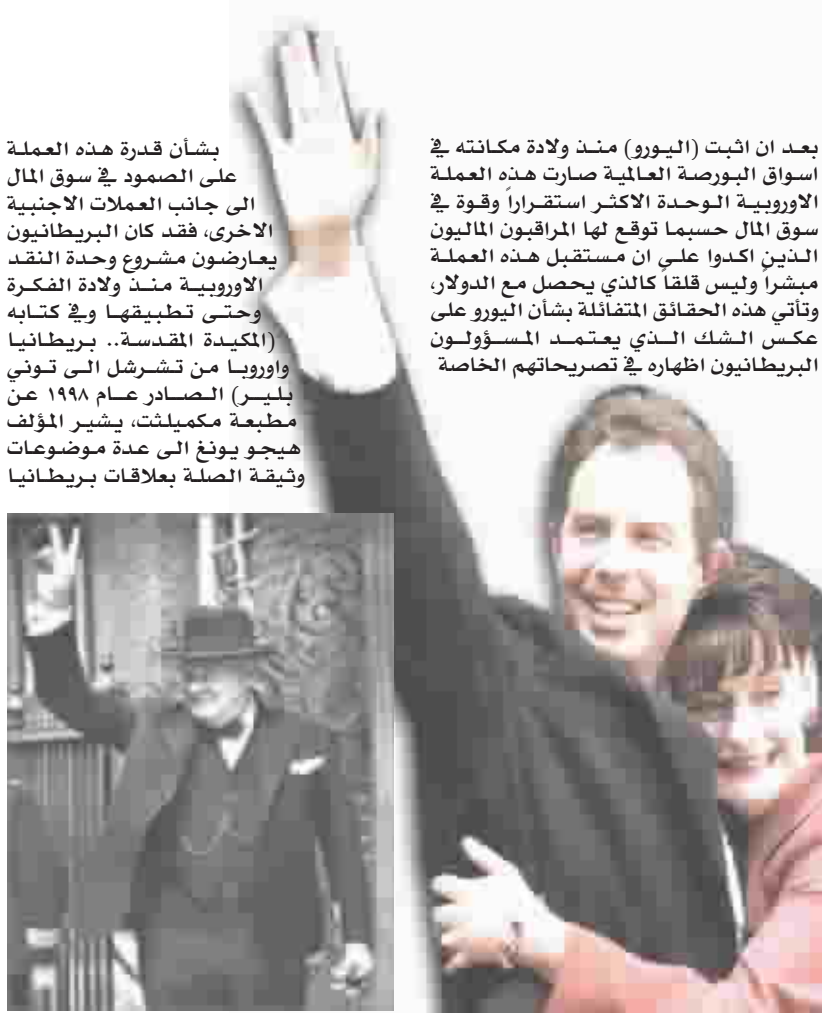 بعد ان اثبت (اليورو) منذ ولادة مكانته في
اسواق البورصة العالمية صارت هذه العملة
الاوروبية الوحدة الاكثر استقراراً وقوة في
سوق المال حسبما توقع لها المراقبون الماليون
الذين اكدوا على ان مستقبل هذه العملة
مبشراً وليس قلقاً كالذي يحصل مع الدولار،
وتأتي هذه الحقائق المتفائلة بشأن اليورو على
عكس الشك الذي يعتمد المسؤولون
البريطانيون اظهاره في تصريحاتهم الخاصة
بشأن قدرة هذه العملة
على الصمود في سوق المال
الى جانب العملات الاجنبية
الاخرى، فقد كان البريطانيون
يعارضون مشروع وحدة النقد
الاوروبية منذ ولادة الفكرة
وحتى تطبيقها وفي كتابه
(المكيدة المقدسة.. بريطانيا
واوروبا من تشرشل الى توني
بلير) الصادر عام ١٩٩٨ عن
مطبعة مكميلثت، يشير المؤلف
هيجو يونغ الى عدة موضوعات
وثيقة الصلة بعلاقات بريطانيا